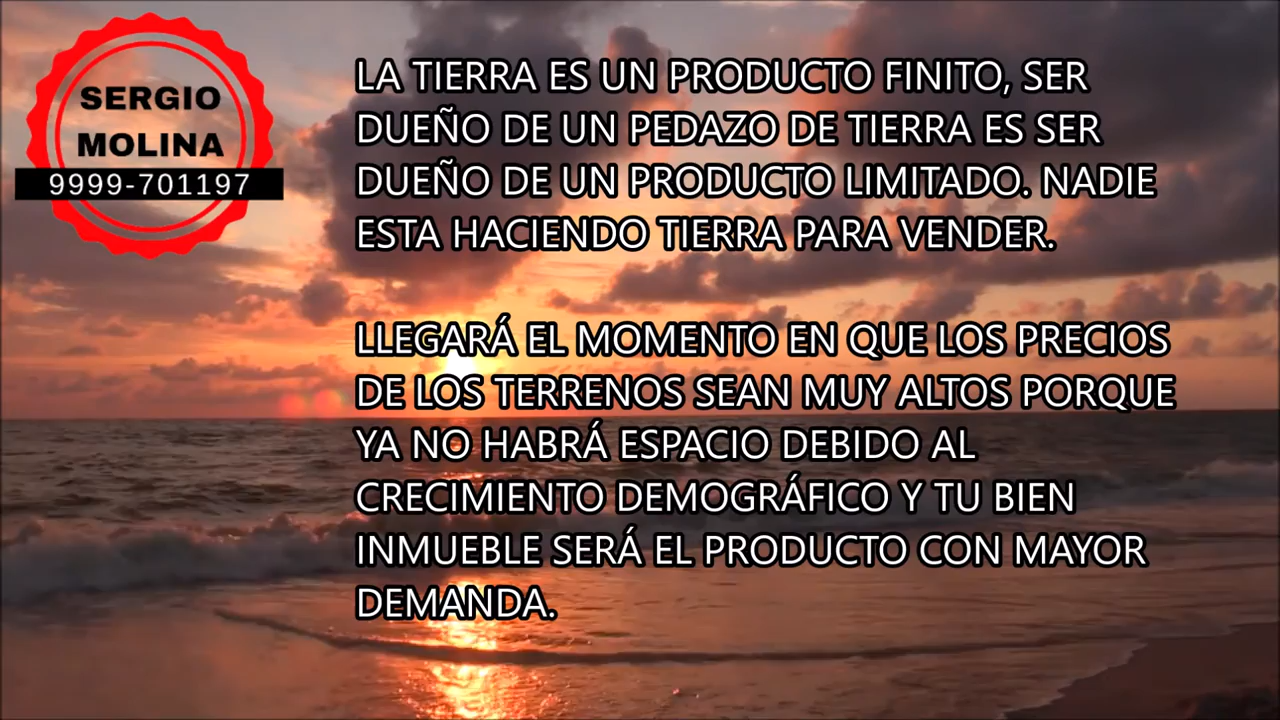 SERGIO
MOLINA
9999-701197
LA TIERRA ES UN PRODUCTO FINITO, SER
DUEÑO DE UN PEDAZO DE TIERRA ES SER
DUEÑO DE UN PRODUCTO LIMITADO. NADIE
ESTA HACIENDO TIERRA PARA VENDER.
LLEGARÁ EL MOMENTO EN QUE LOS PRECIOS
DE LOS TERRENOS SEAN MUY ALTOS PORQUE
YA NO HABRÁ ESPACIO DEBIDO AL
CRECIMIENTO DEMOGRÁFICO Y TU BIEN
INMUEBLE SERÁ EL PRODUCTO CON MAYOR
DEMANDA.